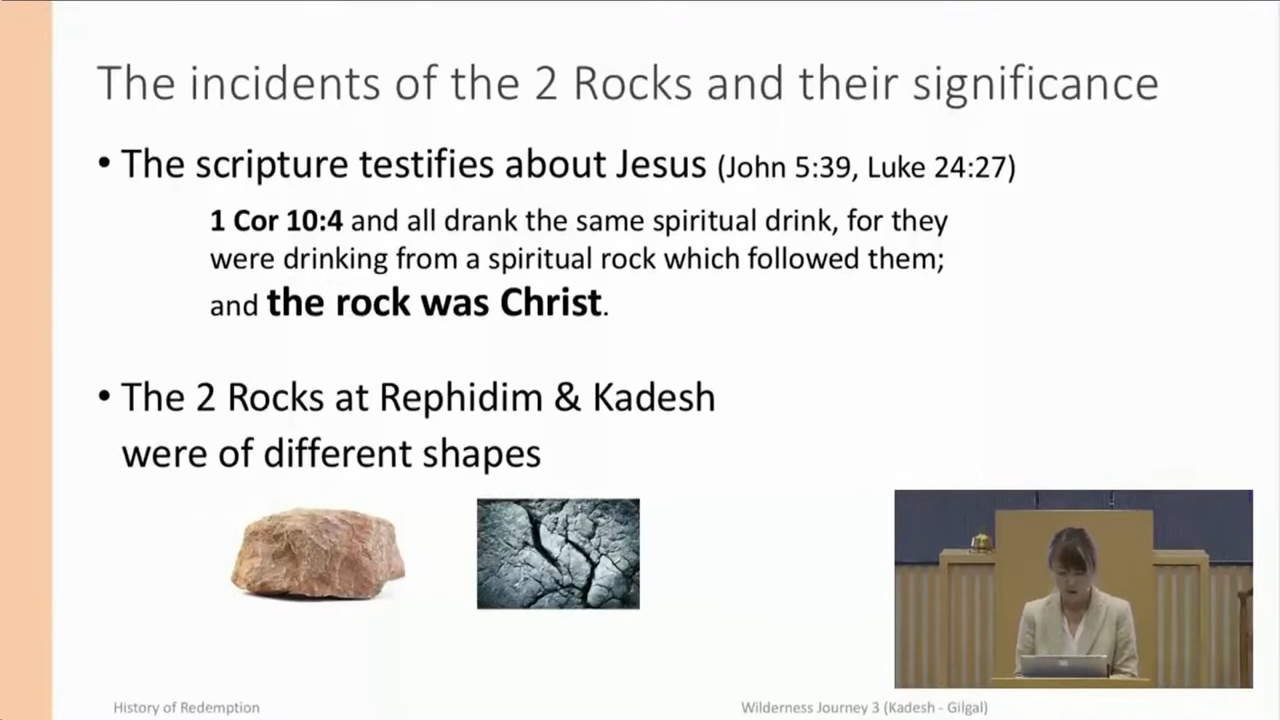 The incidents of the 2 Rocks and their significance
• The scripture testifies about Jesus (John 5:39, Luke 24:27)
1 Cor 10:4 and all drank the same spiritual drink, for they
were drinking from a spiritual rock which followed them;
and the rock was Christ.
• The 2 Rocks at Rephidim & Kadesh
were of different shapes
History of Redemption
Wilderness Journey 3 (Kadesh - Gilgal)